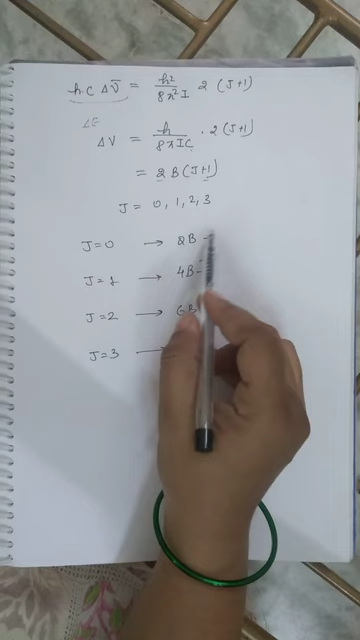 hc Δν̄ = h²/8π²I 2 (J+1)
ΔE
Δν = h/8πIC · 2(J+1)
= 2B(J+1)
J = 0, 1, 2, 3
J=0 → 2B -
J=1 → 4B -
J=2 → 6B
J=3 →